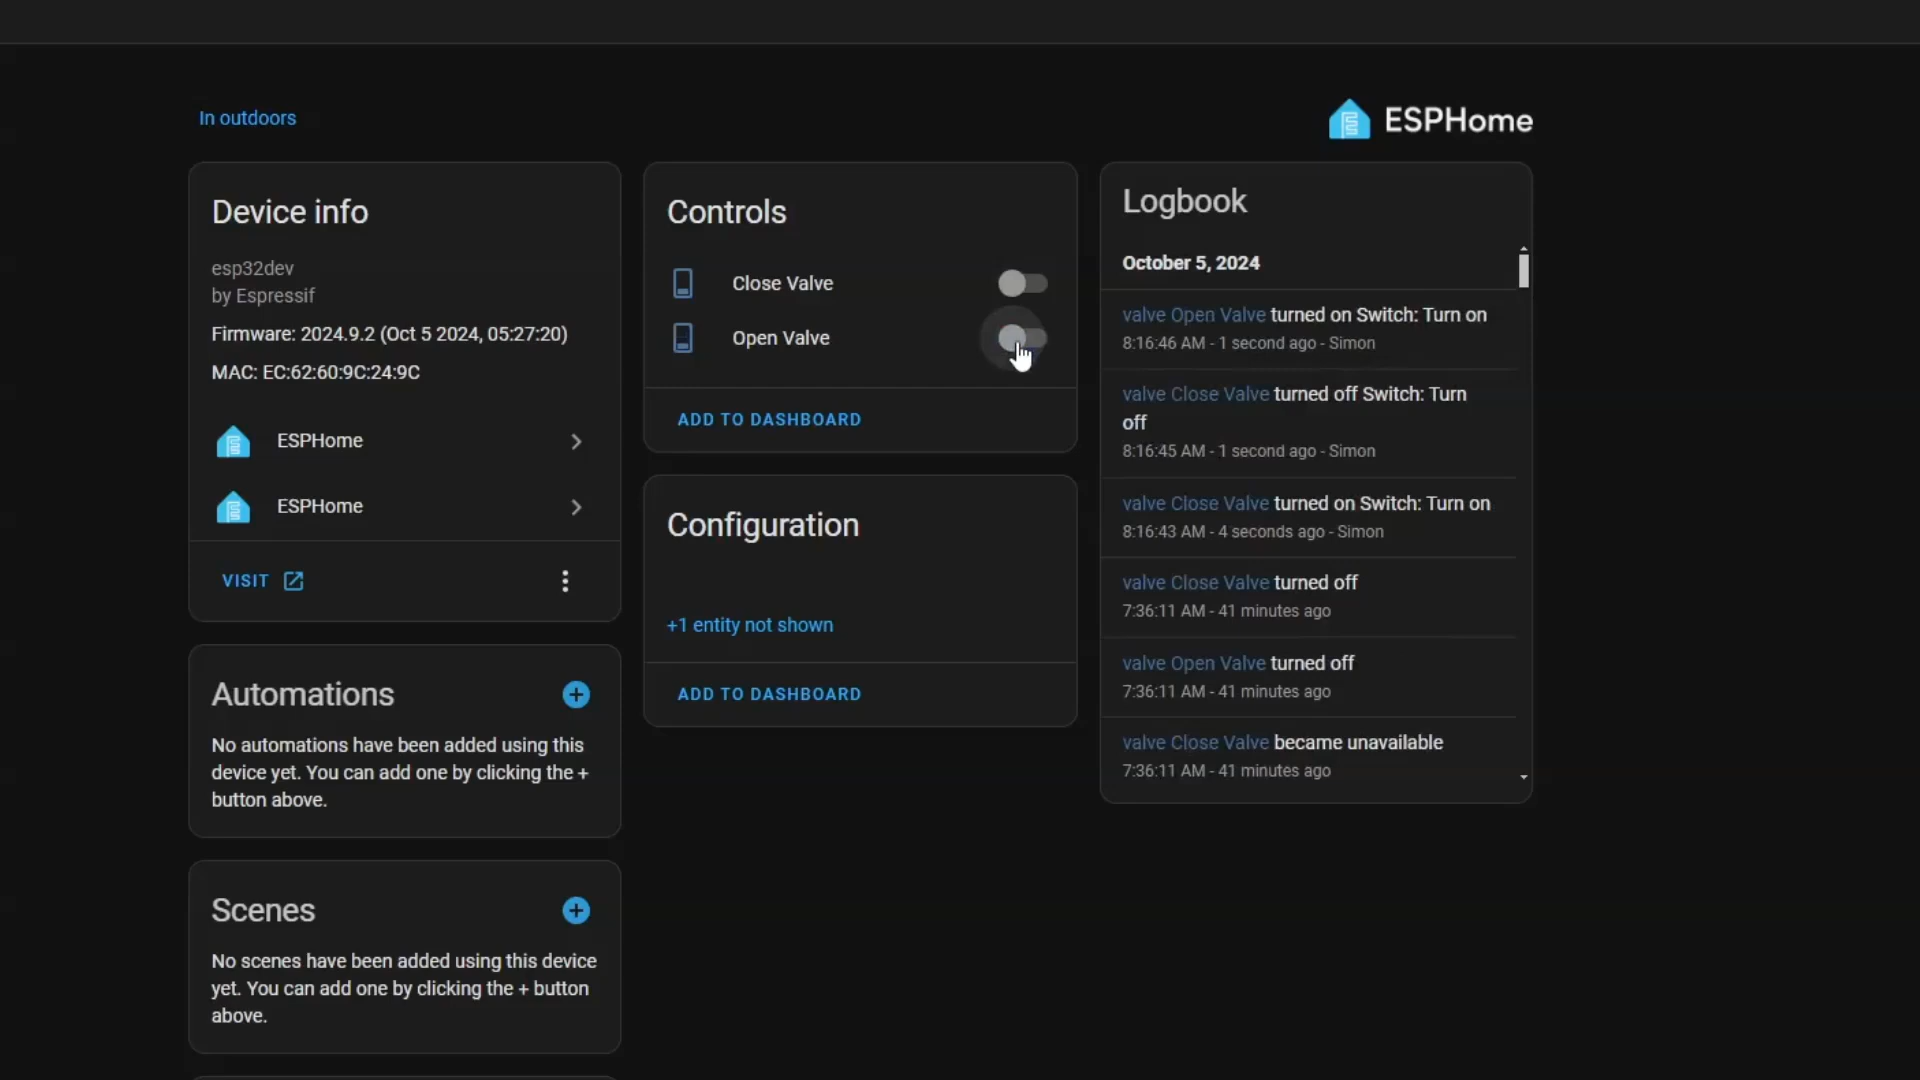 In outdoors
ESPHome
Device info
esp32dev
by Espressif
Firmware: 2024.9.2 (Oct 5 2024, 05:27:20)
MAC: EC:62:60:9C:24:9C
ESPHome
ESPHome
VISIT
Automations
No automations have been added using this
device yet. You can add one by clicking the +
button above.
Scenes
No scenes have been added using this device
yet. You can add one by clicking the + button
above.
Controls
Close Valve
Open Valve
ADD TO DASHBOARD
Configuration
+1 entity not shown
ADD TO DASHBOARD
Logbook
October 5, 2024
valve Open Valve turned on Switch: Turn on
8:16:46 AM - 1 second ago - Simon
valve Close Valve turned off Switch: Turn
off
8:16:45 AM - 1 second ago - Simon
valve Close Valve turned on Switch: Turn on
8:16:43 AM - 4 seconds ago - Simon
valve Close Valve turned off
7:36:11 AM - 41 minutes ago
valve Open Valve turned off
7:36:11 AM - 41 minutes ago
valve Close Valve became unavailable
7:36:11 AM - 41 minutes ago